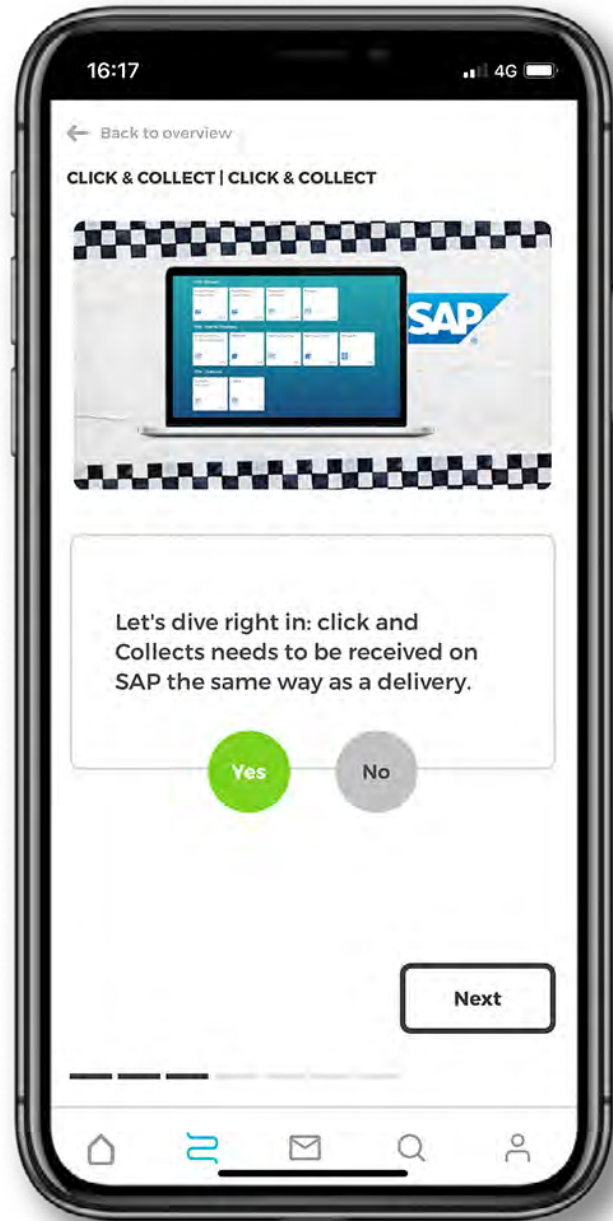 16:17
4G
Back to overview
CLICK & COLLECT | CLICK & COLLECT
SAP
Let's dive right in: click and
Collects needs to be received on
SAP the same way as a delivery.
Yes
No
Next